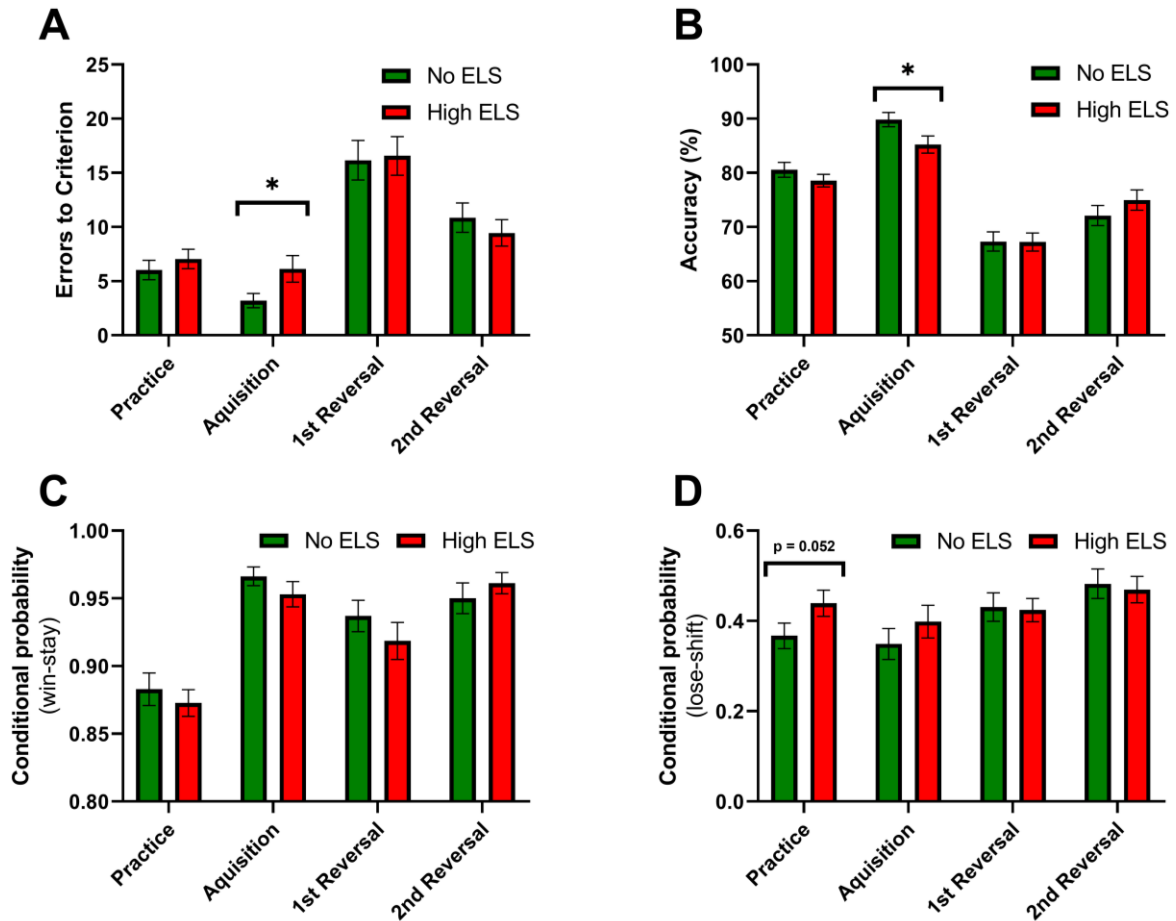 A
Errors to Criterion
25
20
15
10
5
0
No ELS
High ELS
*
Practice
Aquisition
1st Reversal
2nd Reversal
B
Accuracy (%)
100
90
80
70
60
50
No ELS
High ELS
*
Practice
Aquisition
1st Reversal
2nd Reversal
C
Conditional probability
(win-stay)
1.00
0.95
0.90
0.85
0.80
No ELS
High ELS
Practice
Aquisition
1st Reversal
2nd Reversal
D
Conditional probability
(lose-shift)
0.6
0.4
0.2
0.0
No ELS
High ELS
p = 0.052
Practice
Aquisition
1st Reversal
2nd Reversal